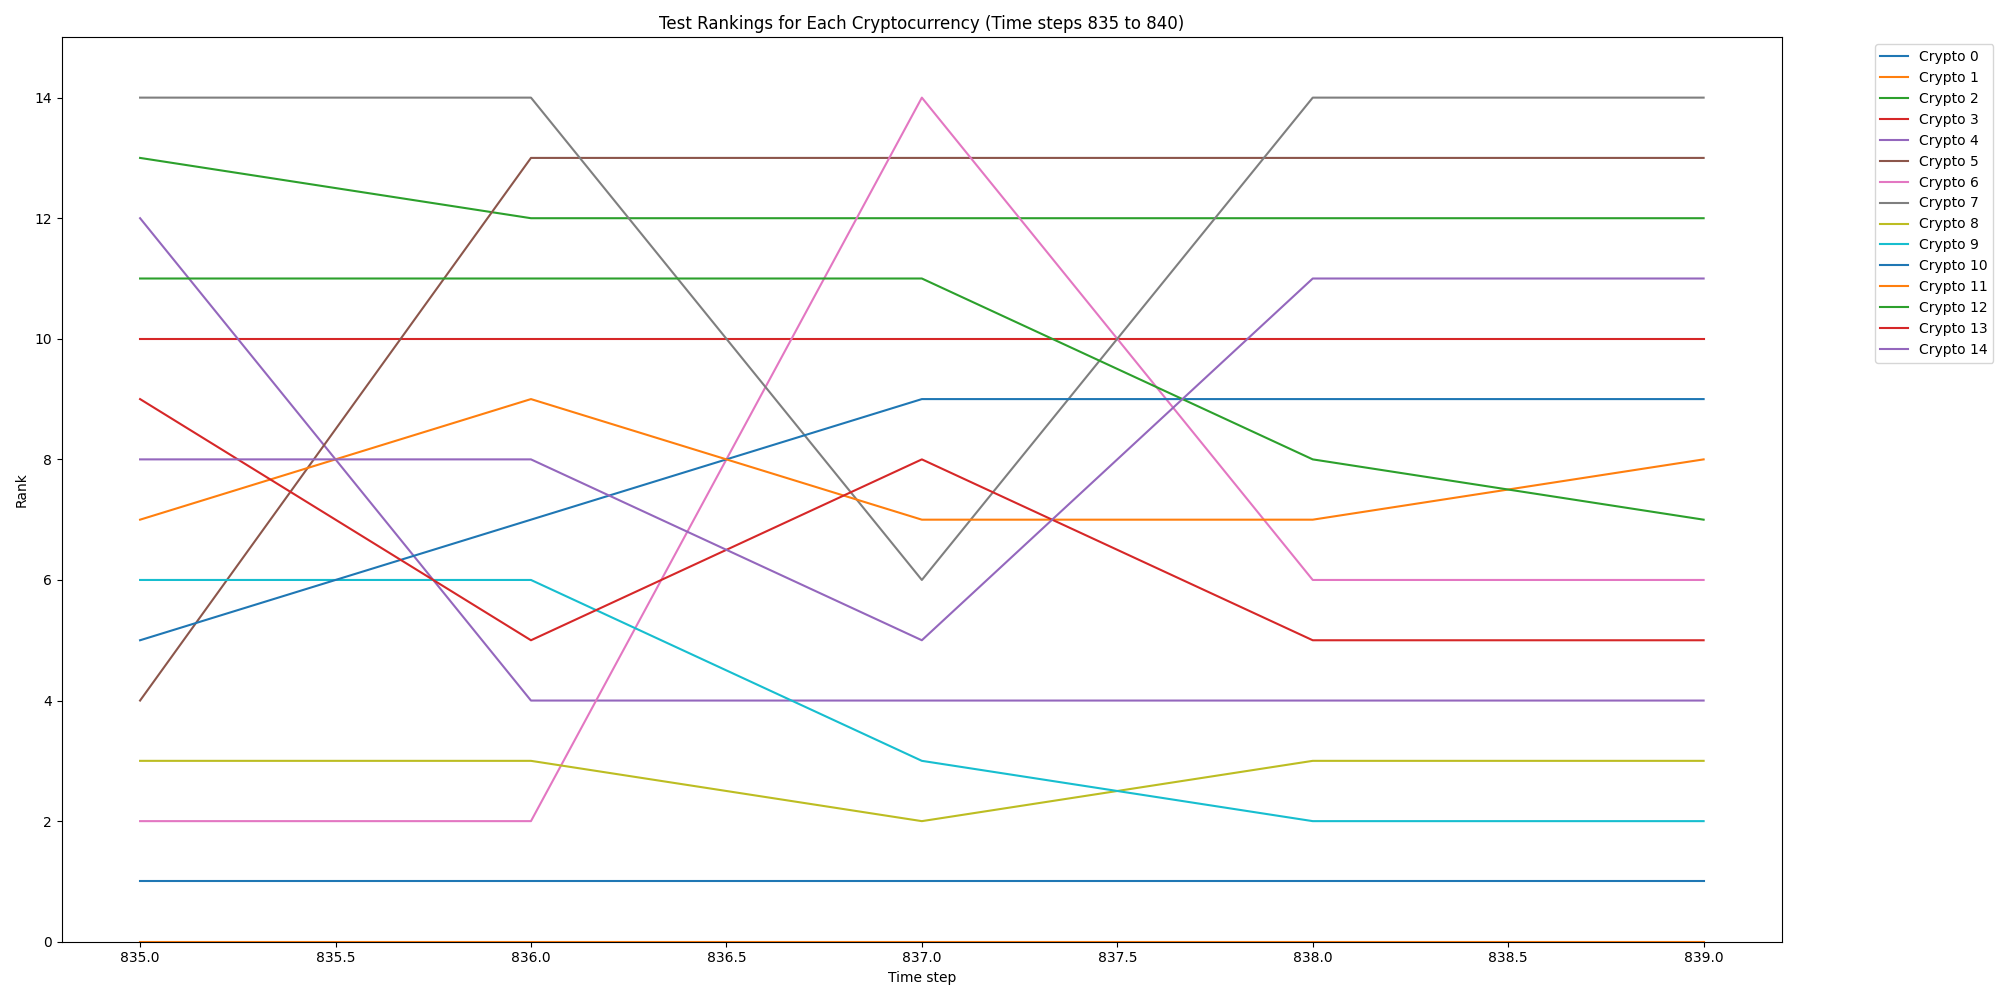 Test Rankings for Each Cryptocurrency (Time steps 835 to 840)
Rank
14
12
10
8
6
4
2
0
835.0
835.5
836.0
836.5
837.0
837.5
838.0
838.5
839.0
Time step
Crypto 0
Crypto 1
Crypto 2
Crypto 3
Crypto 4
Crypto 5
Crypto 6
Crypto 7
Crypto 8
Crypto 9
Crypto 10
Crypto 11
Crypto 12
Crypto 13
Crypto 14